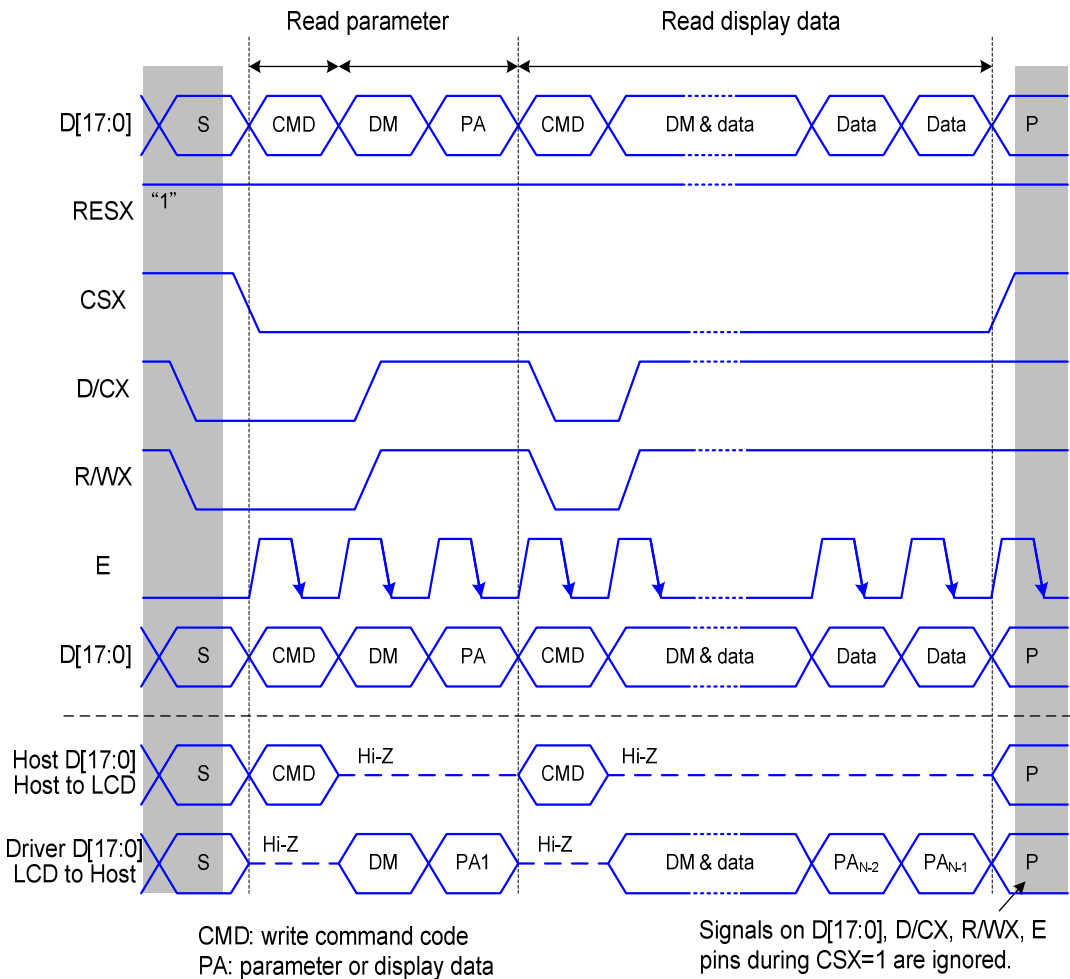 Read parameter Read display data
D[17:0] S CMD DM PA CMD DM & data Data Data P
RESX "1"
CSX
D/CX
R/WX
E
D[17:0] S CMD DM PA CMD DM & data Data Data P
Host D[17:0]
Host to LCD
S CMD Hi-Z CMD Hi-Z P
Driver D[17:0]
LCD to Host
S Hi-Z DM PA1 Hi-Z DM & data PAN-2 PAN-1 P
CMD: write command code
PA: parameter or display data
Signals on D[17:0], D/CX, R/WX, E
pins during CSX=1 are ignored.